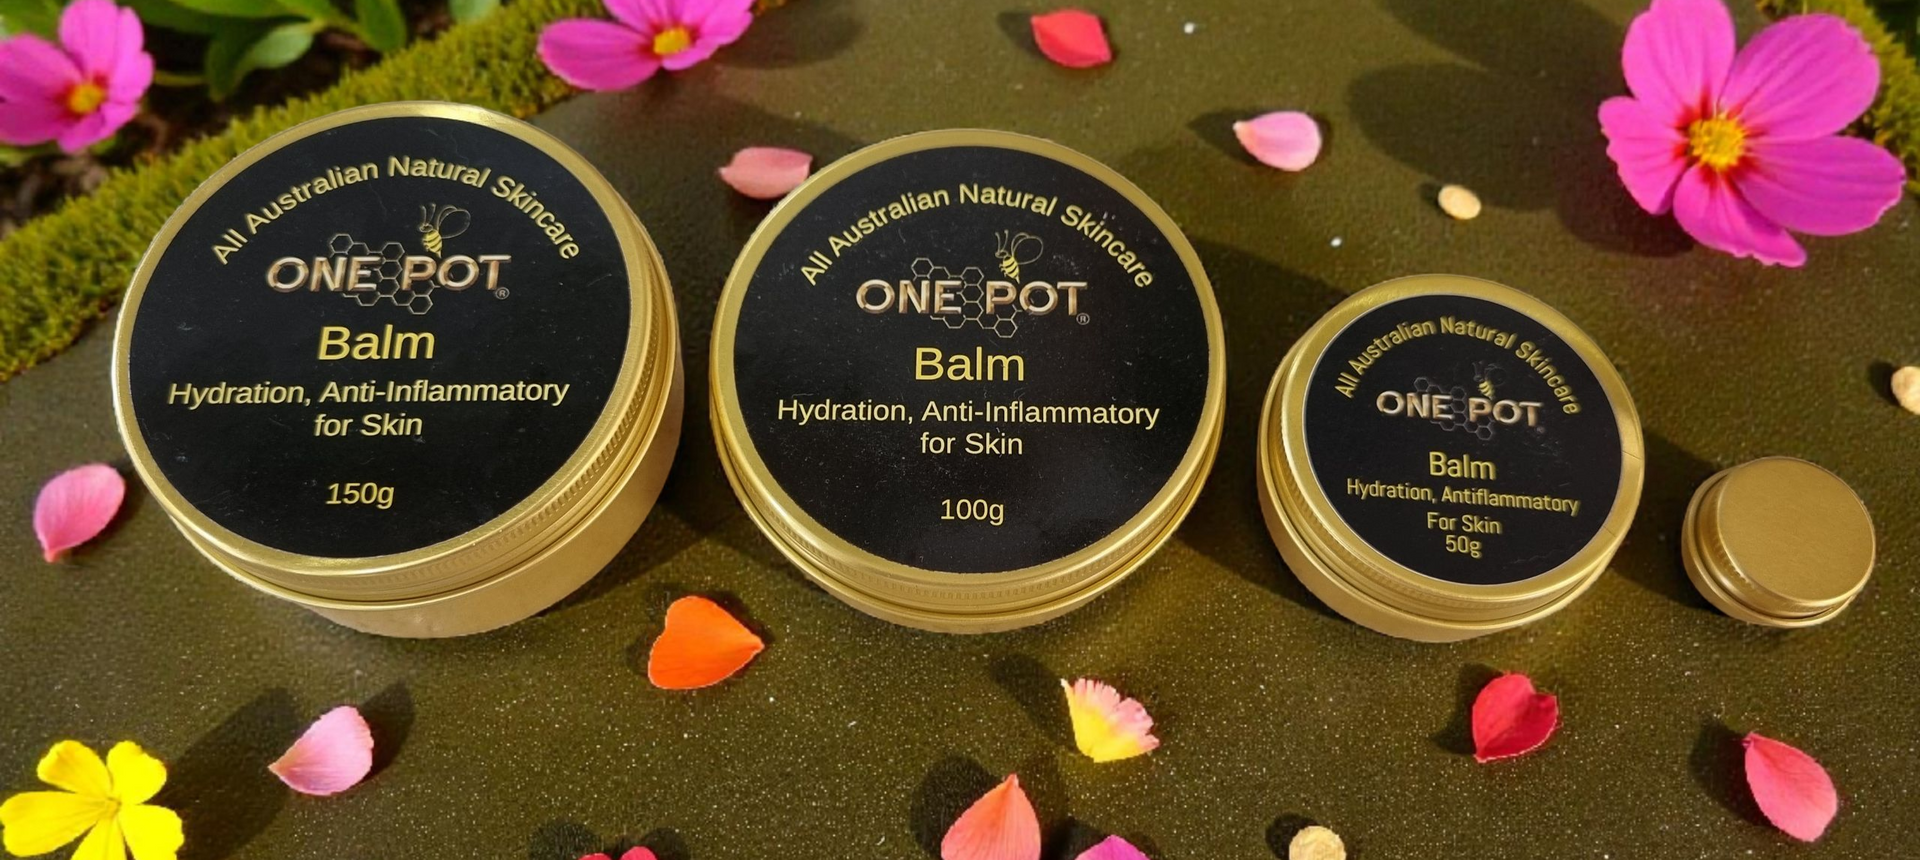 All Australian Natural Skincare
ONE POT®
Balm
Hydration, Anti-Inflammatory
for Skin
150g
All Australian Natural Skincare
ONE POT®
Balm
Hydration, Anti-Inflammatory
for Skin
100g
All Australian Natural Skincare
ONE POT
Balm
Hydration, Antiflammatory
For Skin
50g